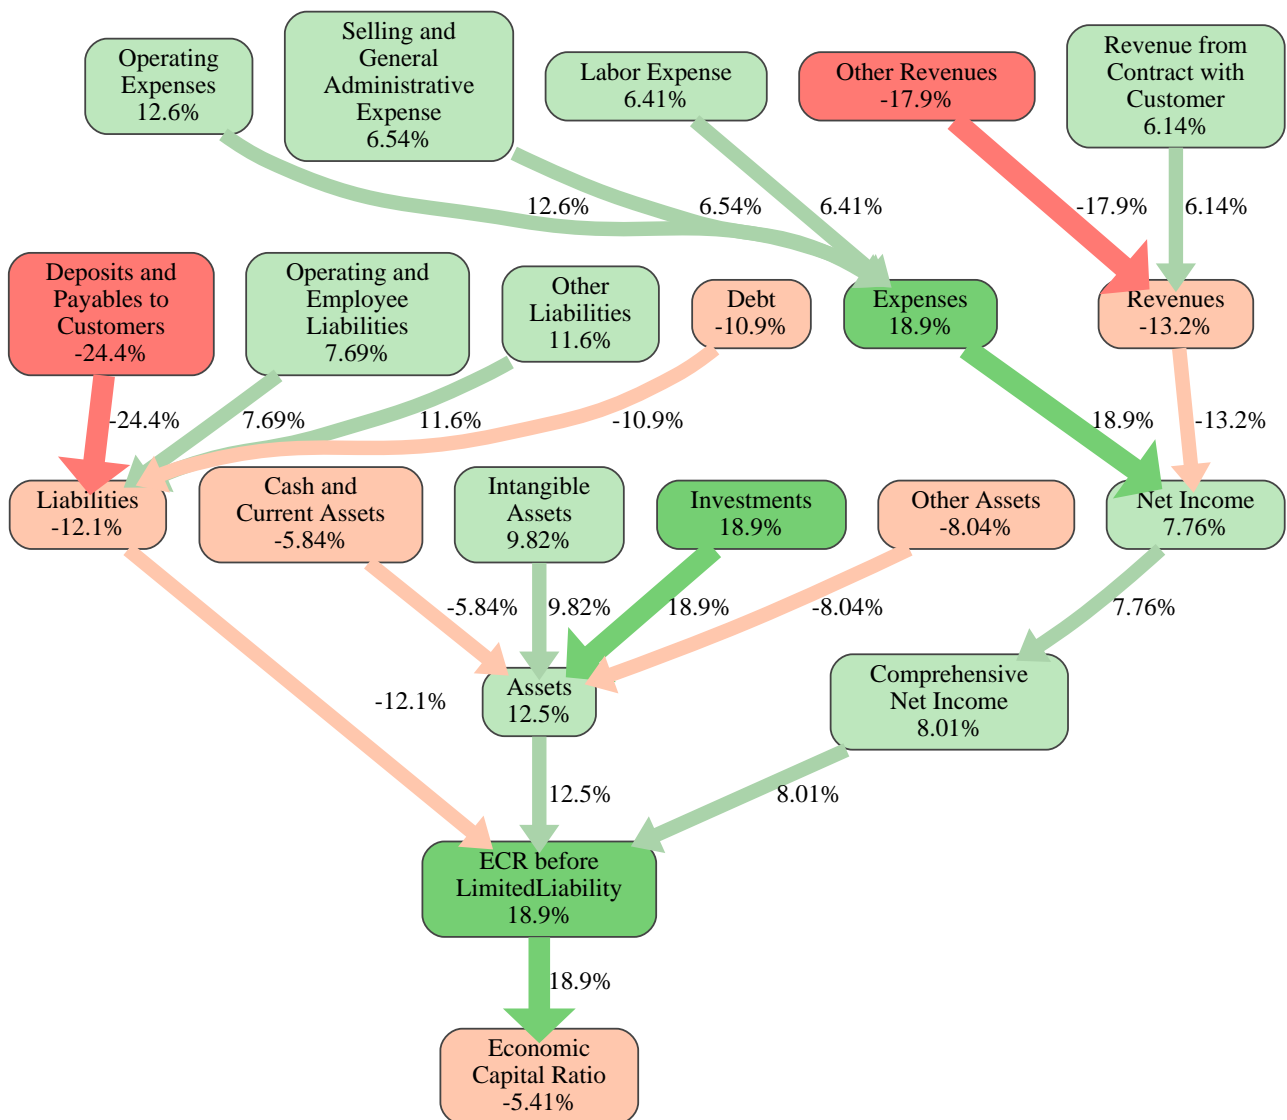 Operating
Expenses
12.6%
Selling and
General
Administrative
Expense
6.54%
Labor Expense
6.41%
Other Revenues
-17.9%
Revenue from
Contract with
Customer
6.14%
12.6%
6.54%
6.41%
-17.9%
6.14%
Deposits and
Payables to
Customers
-24.4%
Operating and
Employee
Liabilities
7.69%
Other
Liabilities
11.6%
Debt
-10.9%
Expenses
18.9%
Revenues
-13.2%
-24.4%
7.69%
11.6%
-10.9%
18.9%
-13.2%
Liabilities
-12.1%
Cash and
Current Assets
-5.84%
Intangible
Assets
9.82%
Investments
18.9%
Other Assets
-8.04%
Net Income
7.76%
-5.84%
9.82%
18.9%
-8.04%
7.76%
-12.1%
Assets
12.5%
Comprehensive
Net Income
8.01%
12.5%
8.01%
ECR before
LimitedLiability
18.9%
18.9%
Economic
Capital Ratio
-5.41%